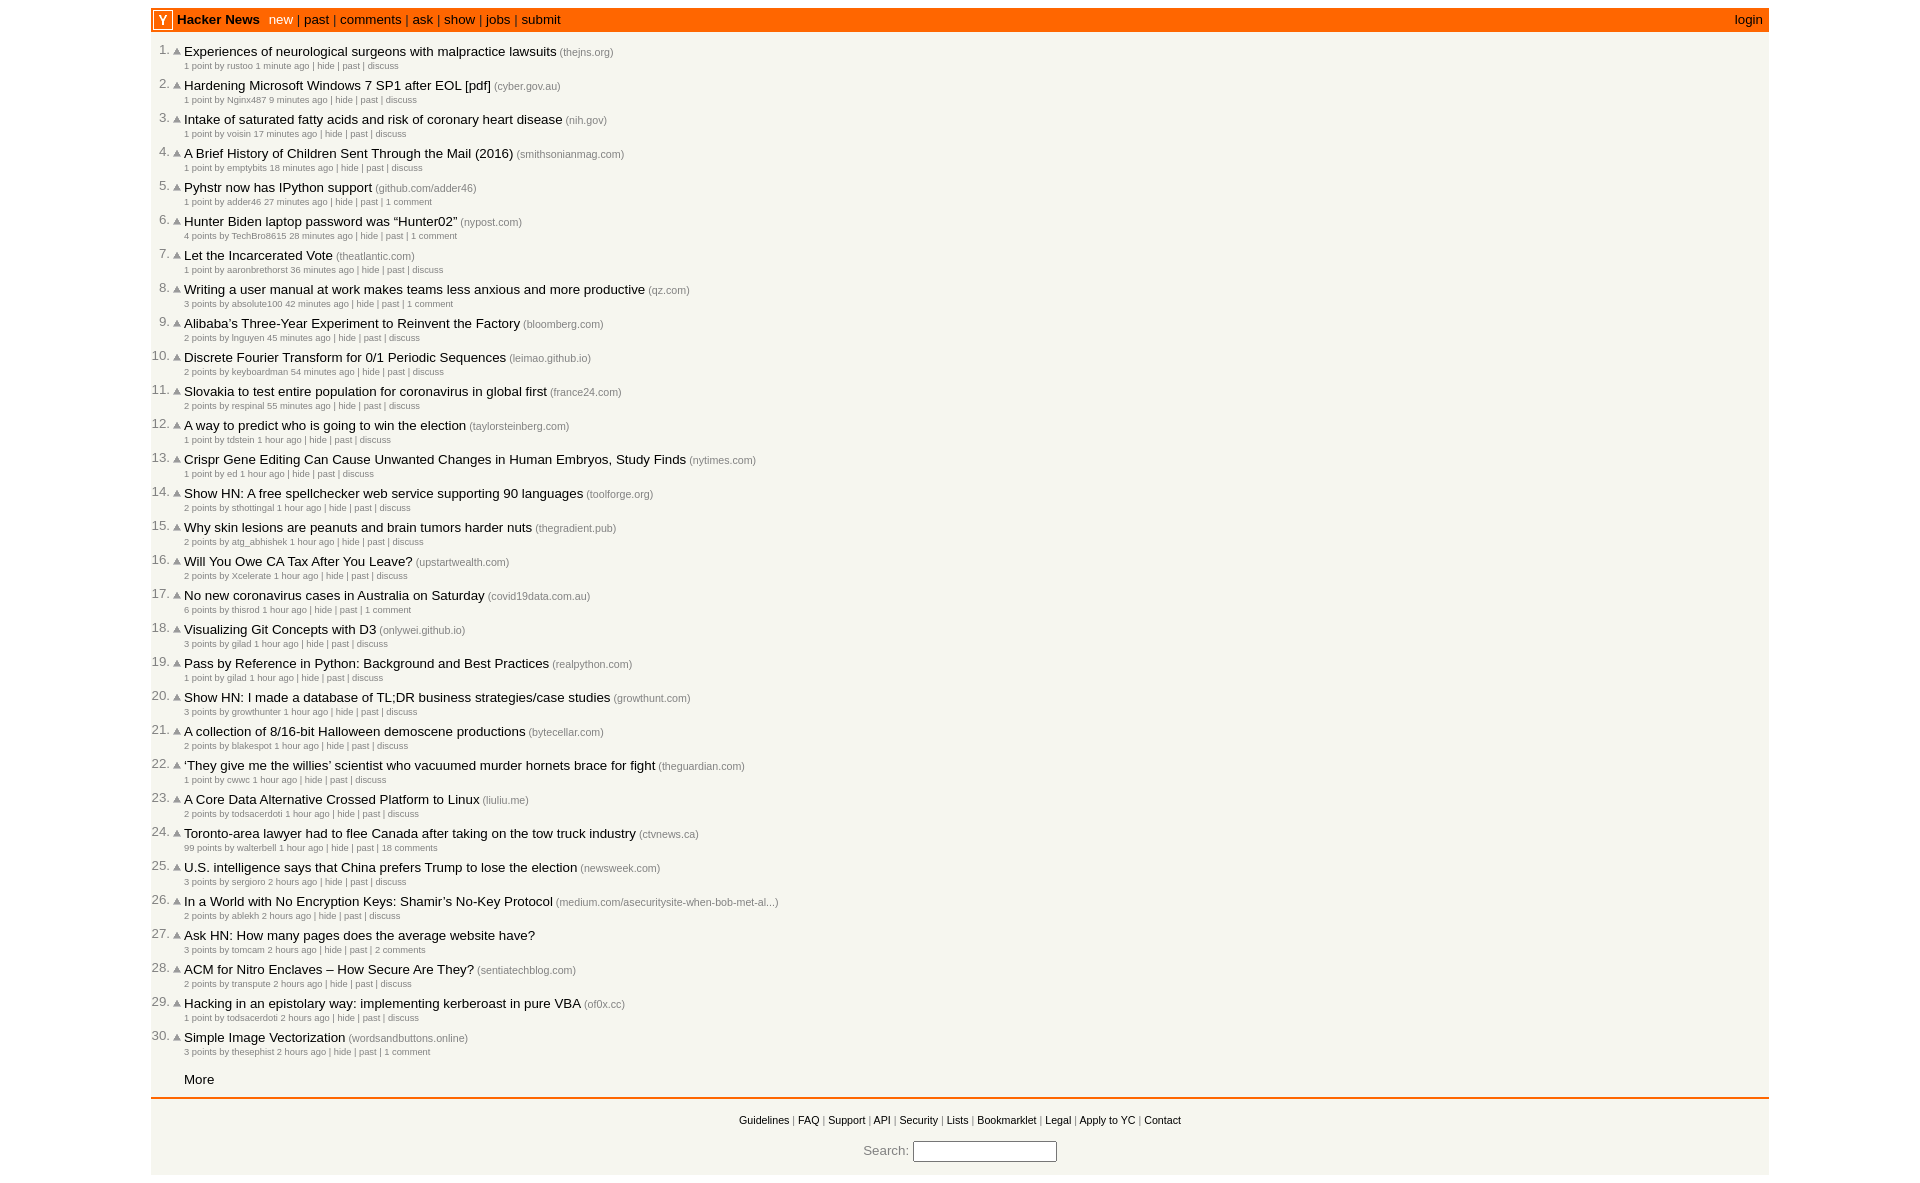 Y Hacker News new | past | comments | ask | show | jobs | submit login
1. Experiences of neurological surgeons with malpractice lawsuits (thejns.org)
1 point by rustoo 1 minute ago | hide | past | discuss
2. Hardening Microsoft Windows 7 SP1 after EOL [pdf] (cyber.gov.au)
1 point by Nginx487 9 minutes ago | hide | past | discuss
3. Intake of saturated fatty acids and risk of coronary heart disease (nih.gov)
1 point by voisin 17 minutes ago | hide | past | discuss
4. A Brief History of Children Sent Through the Mail (2016) (smithsonianmag.com)
1 point by emptybits 18 minutes ago | hide | past | discuss
5. Pyhstr now has IPython support (github.com/adder46)
1 point by adder46 27 minutes ago | hide | past | 1 comment
6. Hunter Biden laptop password was “Hunter02” (nypost.com)
4 points by TechBro8615 28 minutes ago | hide | past | 1 comment
7. Let the Incarcerated Vote (theatlantic.com)
1 point by aaronbrethorst 36 minutes ago | hide | past | discuss
8. Writing a user manual at work makes teams less anxious and more productive (qz.com)
3 points by absolute100 42 minutes ago | hide | past | 1 comment
9. Alibaba’s Three-Year Experiment to Reinvent the Factory (bloomberg.com)
2 points by lnguyen 45 minutes ago | hide | past | discuss
10. Discrete Fourier Transform for 0/1 Periodic Sequences (leimao.github.io)
2 points by keyboardman 54 minutes ago | hide | past | discuss
11. Slovakia to test entire population for coronavirus in global first (france24.com)
2 points by respinal 55 minutes ago | hide | past | discuss
12. A way to predict who is going to win the election (taylorsteinberg.com)
1 point by tdstein 1 hour ago | hide | past | discuss
13. Crispr Gene Editing Can Cause Unwanted Changes in Human Embryos, Study Finds (nytimes.com)
1 point by ed 1 hour ago | hide | past | discuss
14. Show HN: A free spellchecker web service supporting 90 languages (toolforge.org)
2 points by sthottingal 1 hour ago | hide | past | discuss
15. Why skin lesions are peanuts and brain tumors harder nuts (thegradient.pub)
2 points by atg_abhishek 1 hour ago | hide | past | discuss
16. Will You Owe CA Tax After You Leave? (upstartwealth.com)
2 points by Xcelerate 1 hour ago | hide | past | discuss
17. No new coronavirus cases in Australia on Saturday (covid19data.com.au)
6 points by thisrod 1 hour ago | hide | past | 1 comment
18. Visualizing Git Concepts with D3 (onlywei.github.io)
3 points by gilad 1 hour ago | hide | past | discuss
19. Pass by Reference in Python: Background and Best Practices (realpython.com)
1 point by gilad 1 hour ago | hide | past | discuss
20. Show HN: I made a database of TL;DR business strategies/case studies (growthunt.com)
3 points by growthunter 1 hour ago | hide | past | discuss
21. A collection of 8/16-bit Halloween demoscene productions (bytecellar.com)
2 points by blakespot 1 hour ago | hide | past | discuss
22. ‘They give me the willies’ scientist who vacuumed murder hornets brace for fight (theguardian.com)
1 point by cwwc 1 hour ago | hide | past | discuss
23. A Core Data Alternative Crossed Platform to Linux (liuliu.me)
2 points by todsacerdoti 1 hour ago | hide | past | discuss
24. Toronto-area lawyer had to flee Canada after taking on the tow truck industry (ctvnews.ca)
99 points by walterbell 1 hour ago | hide | past | 18 comments
25. U.S. intelligence says that China prefers Trump to lose the election (newsweek.com)
3 points by sergioro 2 hours ago | hide | past | discuss
26. In a World with No Encryption Keys: Shamir’s No-Key Protocol (medium.com/asecuritysite-when-bob-met-al...)
2 points by ablekh 2 hours ago | hide | past | discuss
27. Ask HN: How many pages does the average website have?
3 points by tomcam 2 hours ago | hide | past | 2 comments
28. ACM for Nitro Enclaves – How Secure Are They? (sentiatechblog.com)
2 points by transpute 2 hours ago | hide | past | discuss
29. Hacking in an epistolary way: implementing kerberoast in pure VBA (of0x.cc)
1 point by todsacerdoti 2 hours ago | hide | past | discuss
30. Simple Image Vectorization (wordsandbuttons.online)
3 points by thesephist 2 hours ago | hide | past | 1 comment
More
Guidelines | FAQ | Support | API | Security | Lists | Bookmarklet | Legal | Apply to YC | Contact
Search: